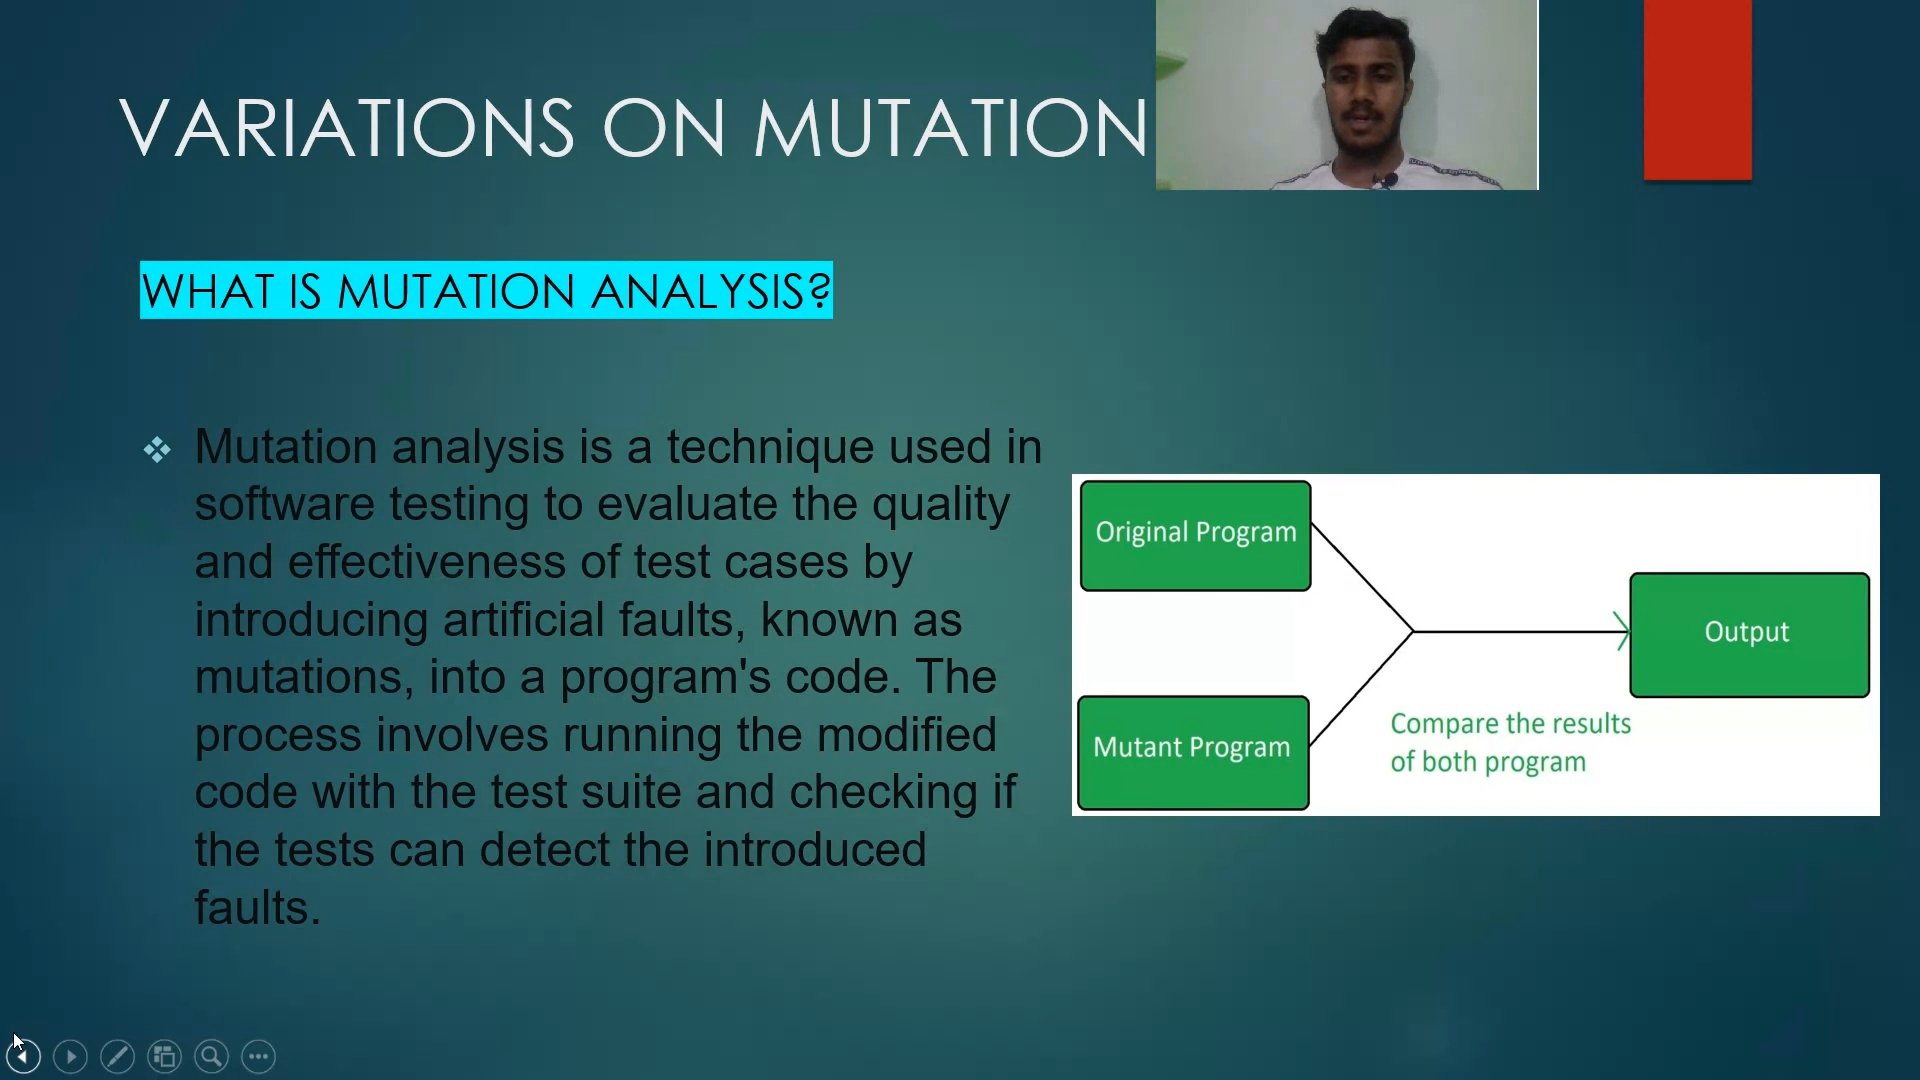 VARIATIONS ON MUTATION
WHAT IS MUTATION ANALYSIS?
Mutation analysis is a technique used in
software testing to evaluate the quality
and effectiveness of test cases by
introducing artificial faults, known as
mutations, into a program's code. The
process involves running the modified
code with the test suite and checking if
the tests can detect the introduced
faults.
Original Program
Output
Mutant Program
Compare the results
of both program